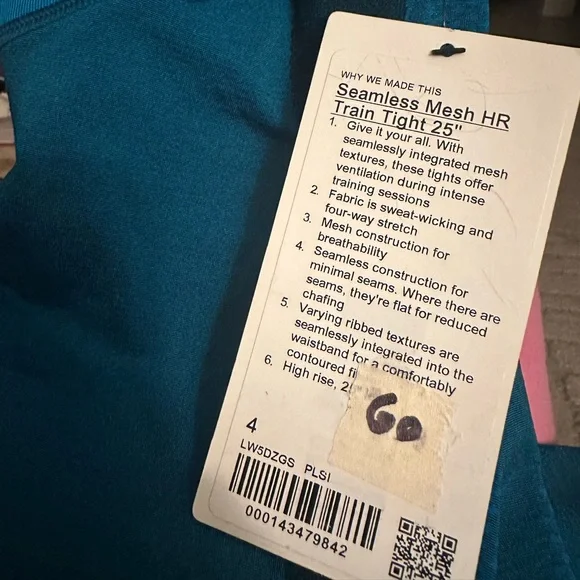 WHY WE MADE THIS
Seamless Mesh HR
Train Tight 25"
1. Give it your all. With
seamlessly integrated mesh
textures, these tights offer
ventilation during intense
training sessions
2. Fabric is sweat-wicking and
four-way stretch
3. Mesh construction for
breathability
4. Seamless construction for
minimal seams. Where there are
seams, they're flat for reduced
chafing
5. Varying ribbed textures are
seamlessly integrated into the
waistband for a comfortably
contoured
6. High rise,
60
4
LW5DZGS PLSI
000143479842